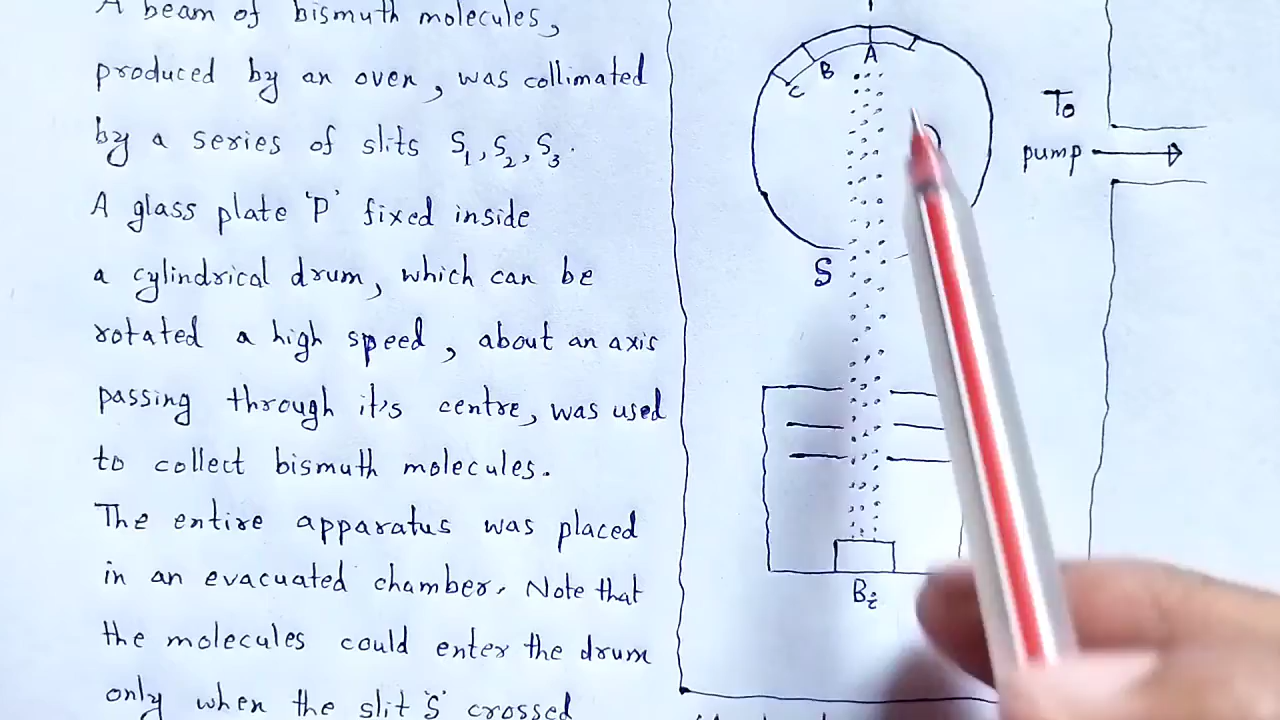 A beam of bismuth molecules,
produced by an oven, was collimated
by a series of slits S1, S2, S3.
A glass plate 'P' fixed inside
a cylindrical drum, which can be
rotated a high speed, about an axis
passing through it's centre, was used
to collect bismuth molecules.
The entire apparatus was placed
in an evacuated chamber. Note that
the molecules could enter the drum
only when the slit 'S' crossed
A
B
C
S
To
pump
Bi